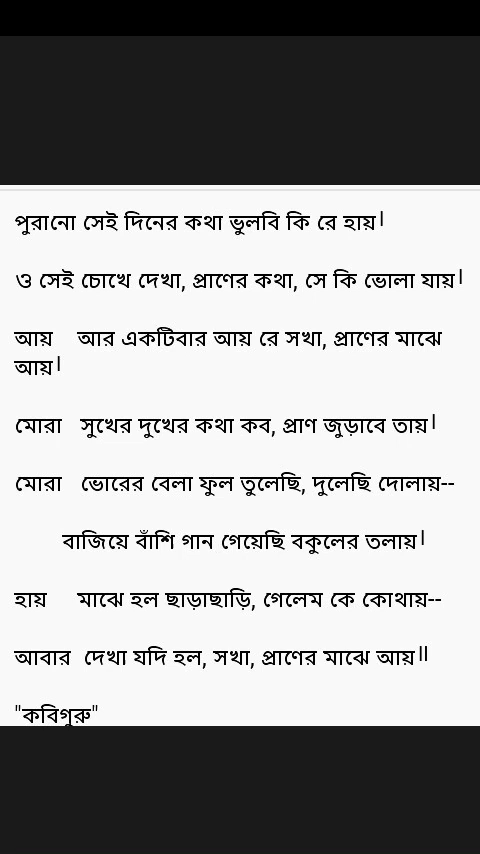 পুরানো সেই দিনের কথা ভুলবি কি রে হায়।
ও সেই চোখে দেখা, প্রাণের কথা, সে কি ভোলা যায়।
আয় আর একটিবার আয় রে সখা, প্রাণের মাঝে
আয়।
মোরা সুখের দুখের কথা কব, প্রাণ জুড়াবে তায়।
মোরা ভোরের বেলা ফুল তুলেছি, দুলেছি দোলায়--
বাজিয়ে বাঁশি গান গেয়েছি বকুলের তলায়।
হায় মাঝে হল ছাড়াছাড়ি, গেলেম কে কোথায়--
আবার দেখা যদি হল, সখা, প্রাণের মাঝে আয়॥
"কবিগুরু"